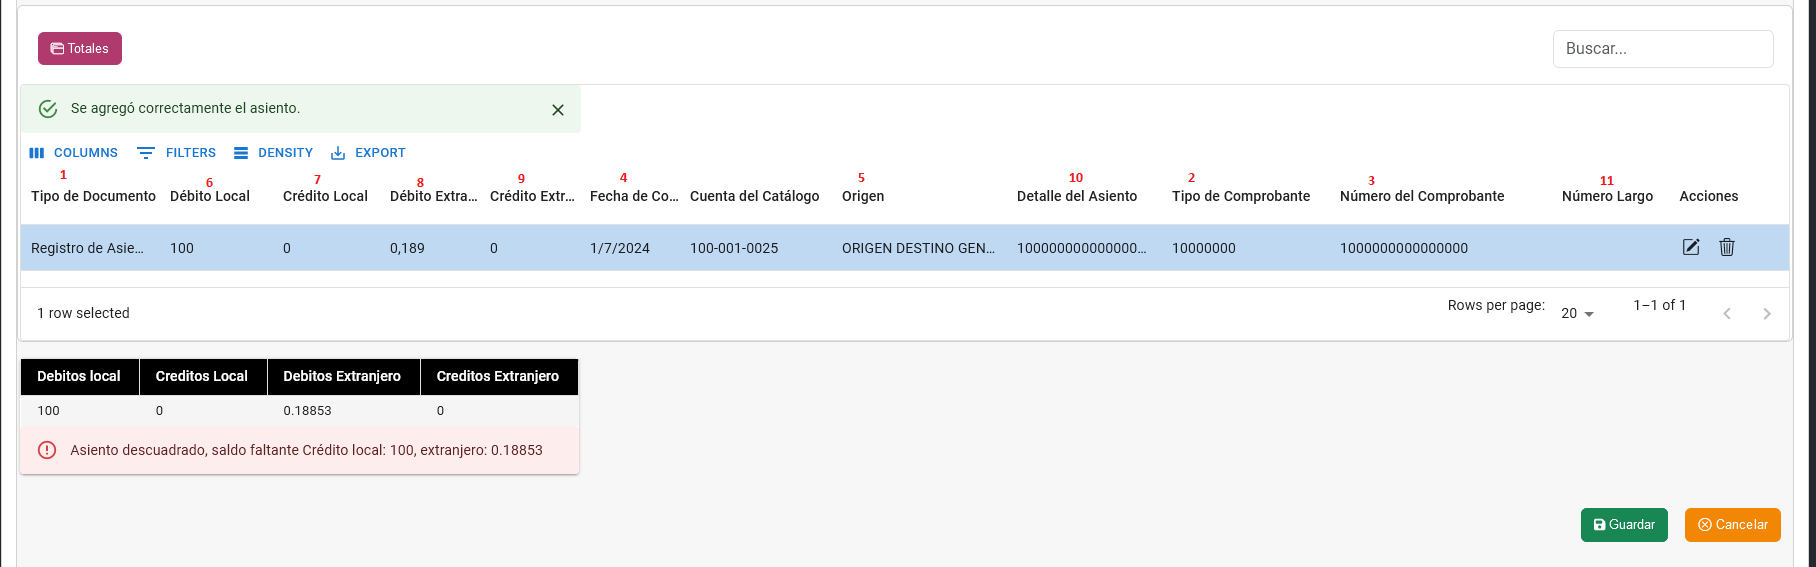 Totales
Buscar...
Se agregó correctamente el asiento.
COLUMNS FILTERS DENSITY EXPORT
1 6 7 8 9 4 5 10 2 3 11
Tipo de Documento Débito Local Crédito Local Débito Extra... Crédito Extr... Fecha de Co... Cuenta del Catálogo Origen Detalle del Asiento Tipo de Comprobante Número del Comprobante Número Largo Acciones
Registro de Asie... 100 0 0,189 0 1/7/2024 100-001-0025 ORIGEN DESTINO GEN... 100000000000000... 10000000 1000000000000000
1 row selected
Rows per page: 20 1–1 of 1
Debitos local Creditos Local Debitos Extranjero Creditos Extranjero
100 0 0.18853 0
Asiento descuadrado, saldo faltante Crédito local: 100, extranjero: 0.18853
Guardar Cancelar